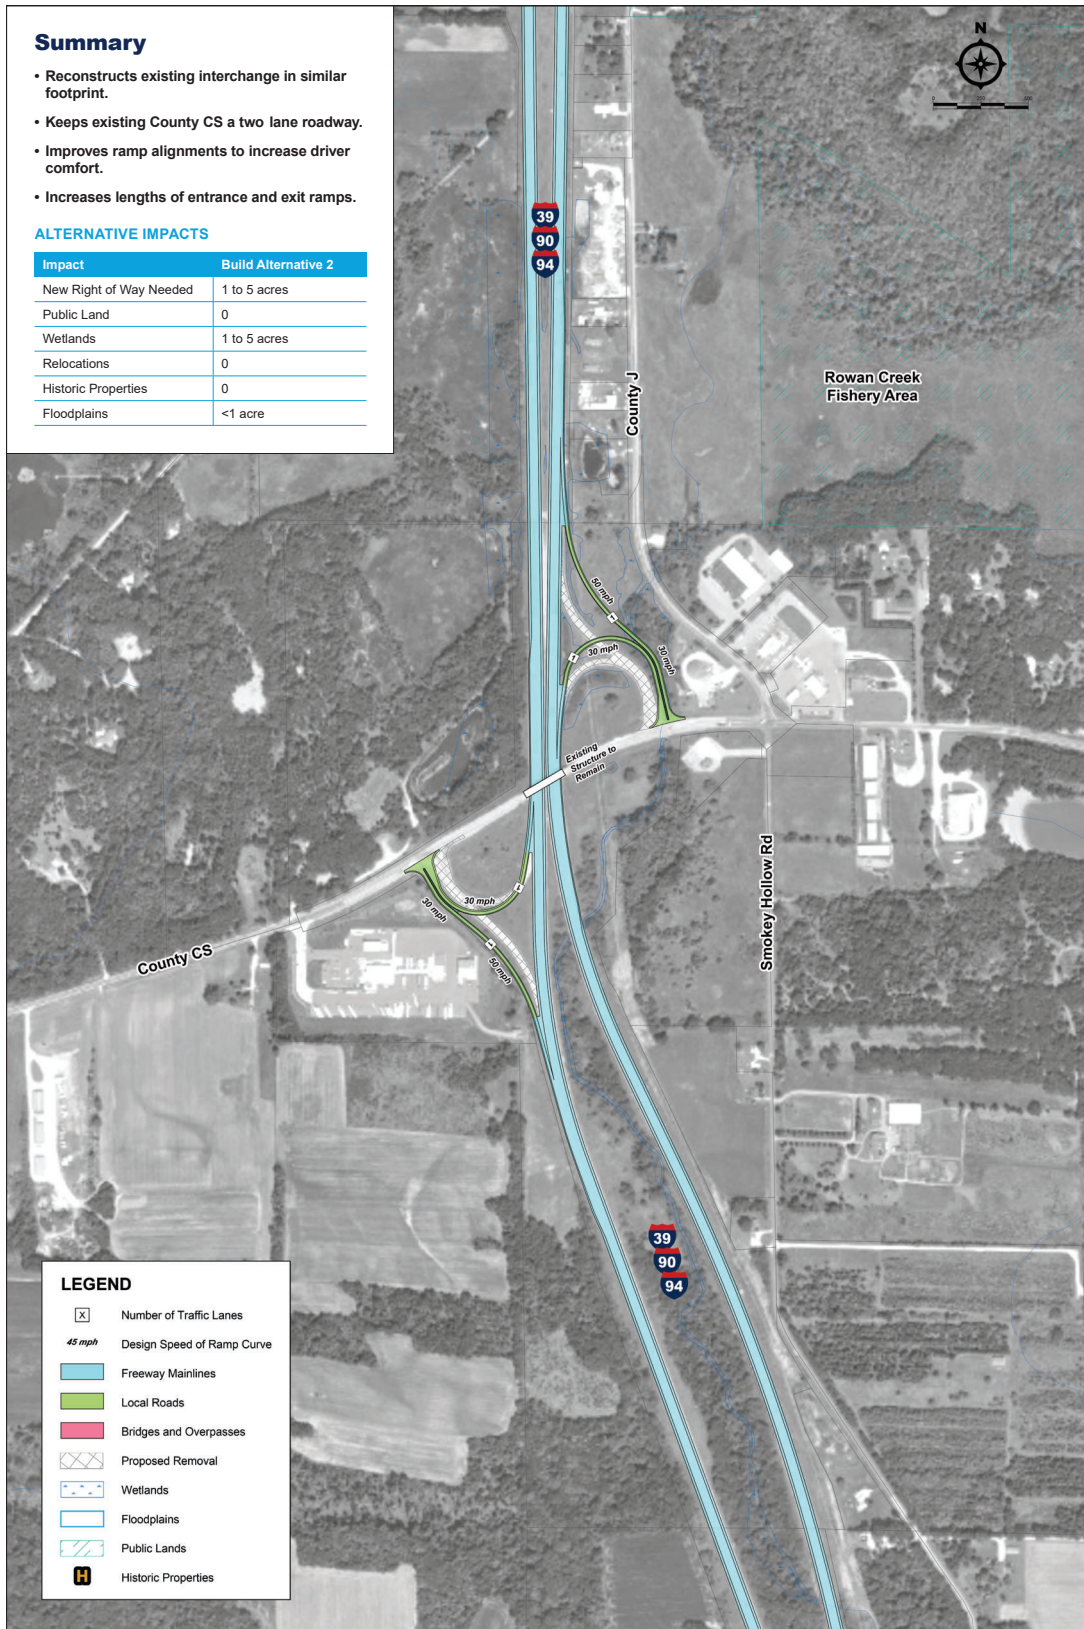 Summary
• Reconstructs existing interchange in similar
footprint.
• Keeps existing County CS a two lane roadway.
• Improves ramp alignments to increase driver
comfort.
• Increases lengths of entrance and exit ramps.
ALTERNATIVE IMPACTS
Impact Build Alternative 2
New Right of Way Needed 1 to 5 acres
Public Land 0
Wetlands 1 to 5 acres
Relocations 0
Historic Properties 0
Floodplains <1 acre
N
39
90
94
County J
Rowan Creek
Fishery Area
50 mph
1
30 mph
1
30 mph
Existing
Structure to
Remain
30 mph
1
30 mph
1
50 mph
County CS
Smokey Hollow Rd
39
90
94
LEGEND
X Number of Traffic Lanes
45 mph Design Speed of Ramp Curve
Freeway Mainlines
Local Roads
Bridges and Overpasses
Proposed Removal
Wetlands
Floodplains
Public Lands
H Historic Properties